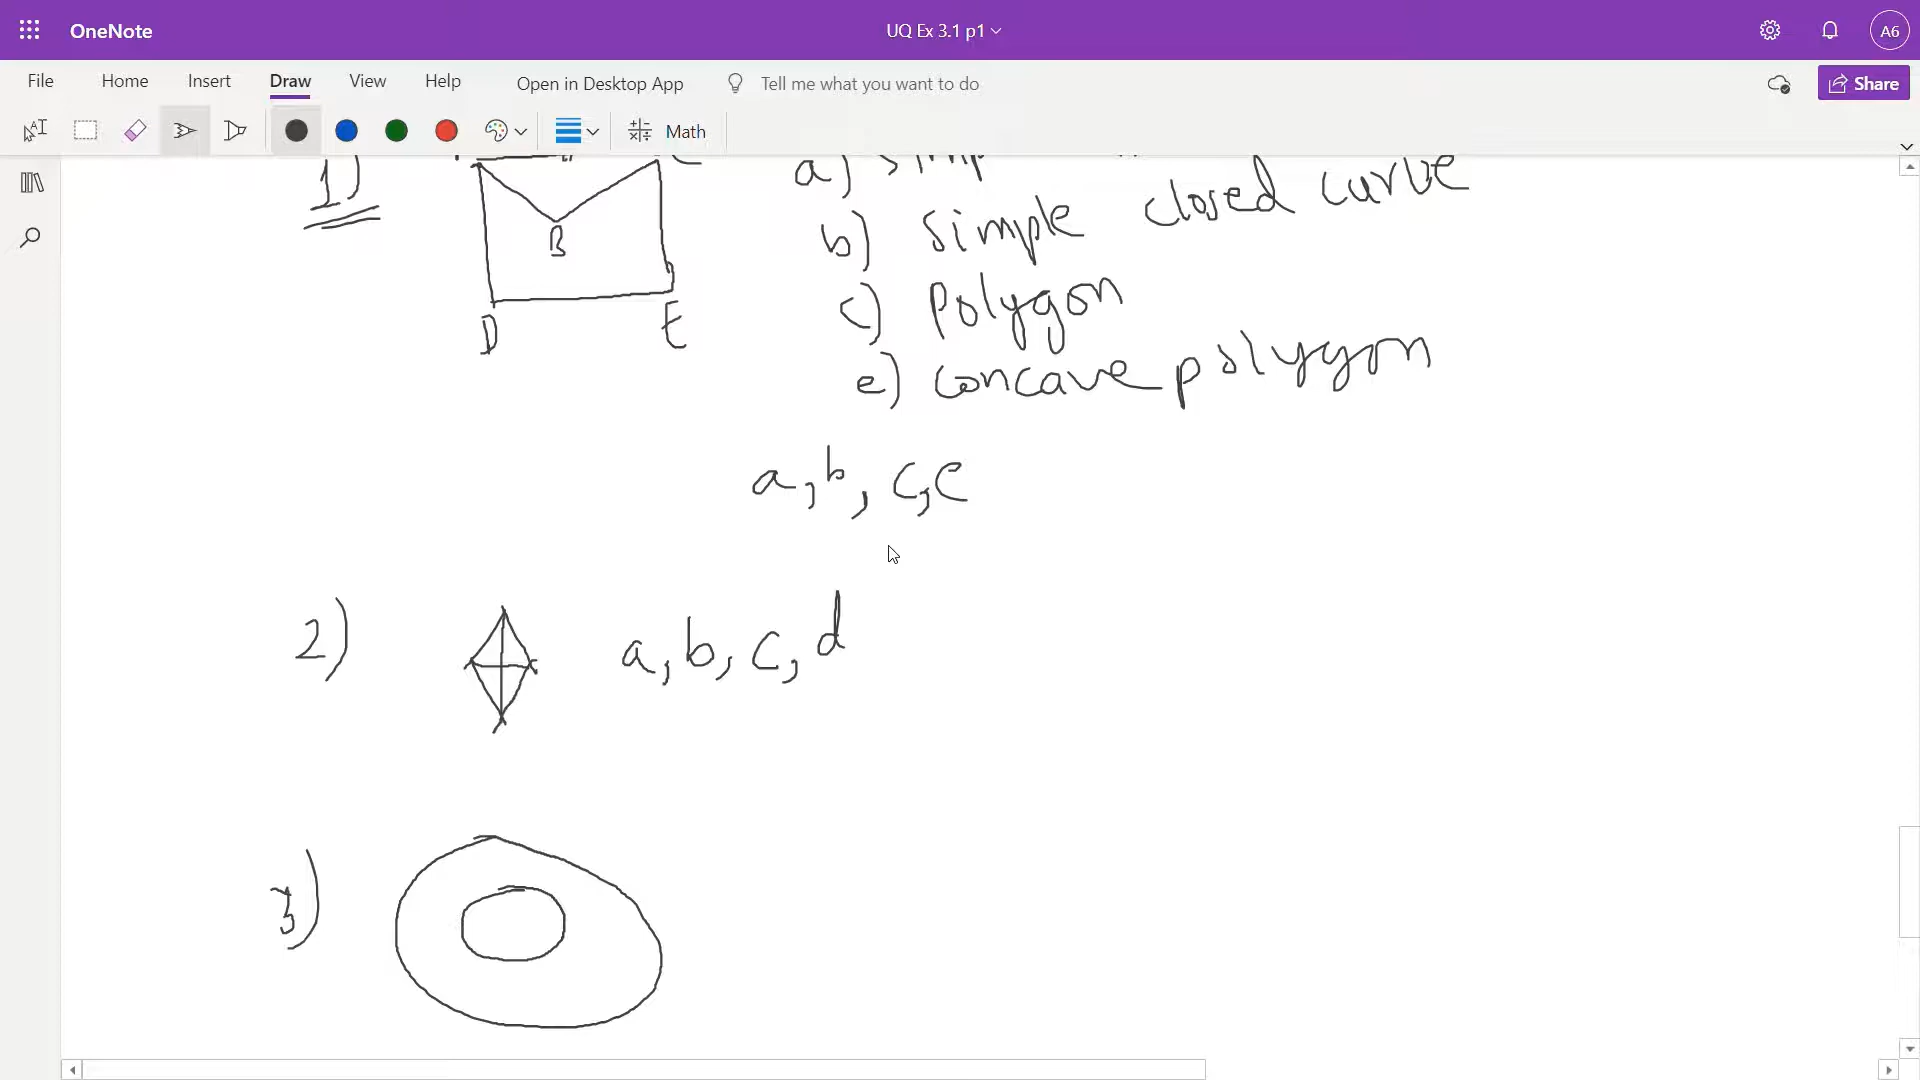 OneNote
UQ Ex 3.1 p1
A6
File Home Insert Draw View Help Open in Desktop App Tell me what you want to do
Share
Math
1)
a)
B
b) simple closed curve
D E
c) Polygon
e) concave polygon
a, b, c, e
2) a, b, c, d
3)